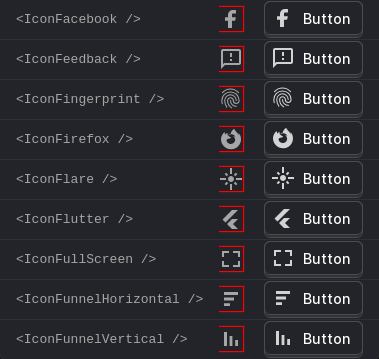 <IconFacebook /> Button
<IconFeedback /> Button
<IconFingerprint /> Button
<IconFirefox /> Button
<IconFlare /> Button
<IconFlutter /> Button
<IconFullScreen /> Button
<IconFunnelHorizontal /> Button
<IconFunnelVertical /> Button